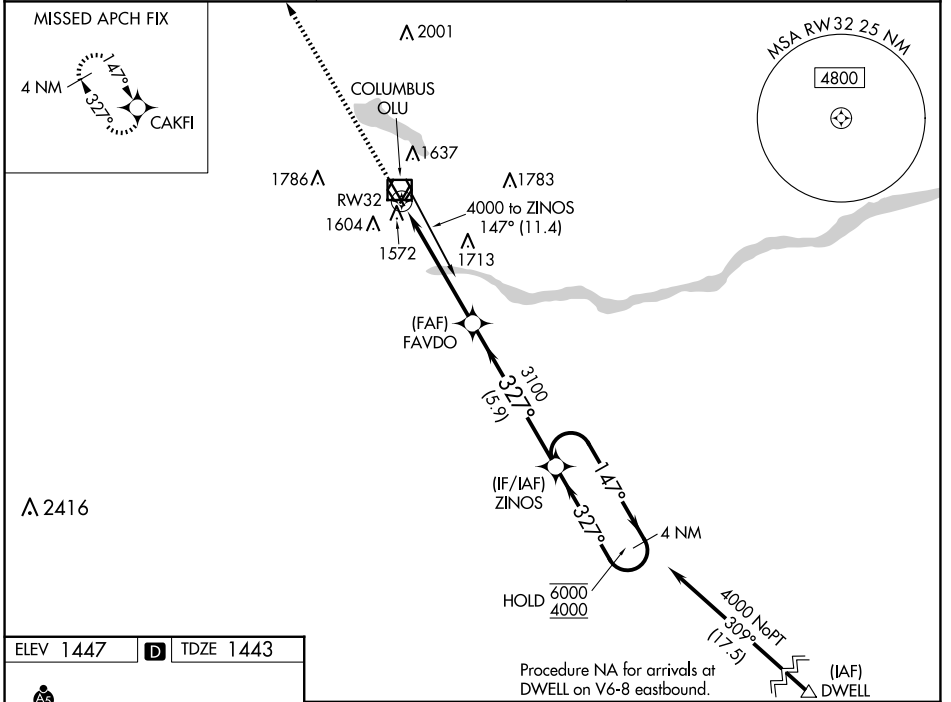 MISSED APCH FIX
4 NM
147°
327°
CAKFI
2001
COLUMBUS
OLU
MSA RW32 25 NM
4800
1637
1786
1783
RW32
4000 to ZINOS
147° (11.4)
1604
1572
1713
(FAF)
FAVDO
3100
327°
(5.9)
(IF/IAF)
ZINOS
147°
327°
4 NM
2416
HOLD 6000
4000
4000 NoPT
309°
(17.5)
(IAF)
DWELL
Procedure NA for arrivals at
DWELL on V6-8 eastbound.
ELEV 1447 D TDZE 1443
A5